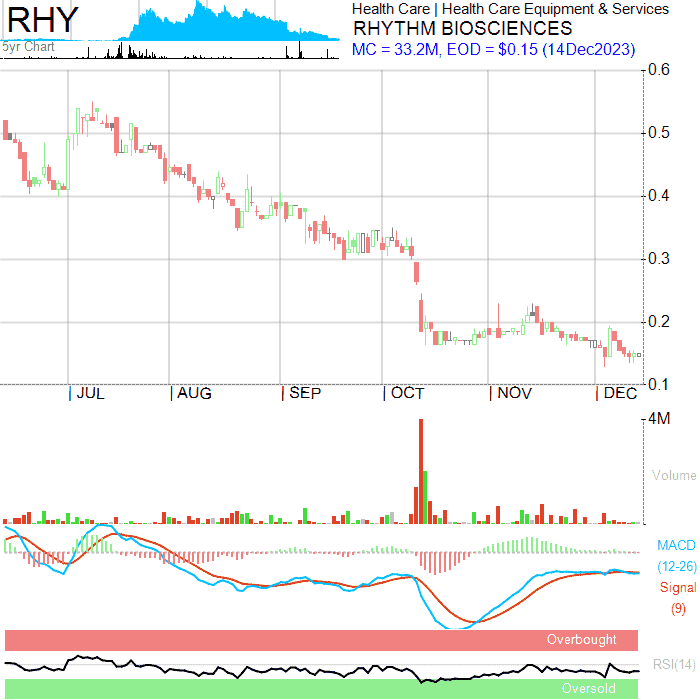 RHY
5yr Chart
Health Care | Health Care Equipment & Services
RHYTHM BIOSCIENCES
MC = 33.2M, EOD = $0.15 (14Dec2023)
0.6
0.5
0.4
0.3
0.2
0.1
JUL
AUG
SEP
OCT
NOV
DEC
4M
Volume
MACD
(12-26)
Signal
(9)
Overbought
RSI(14)
Oversold